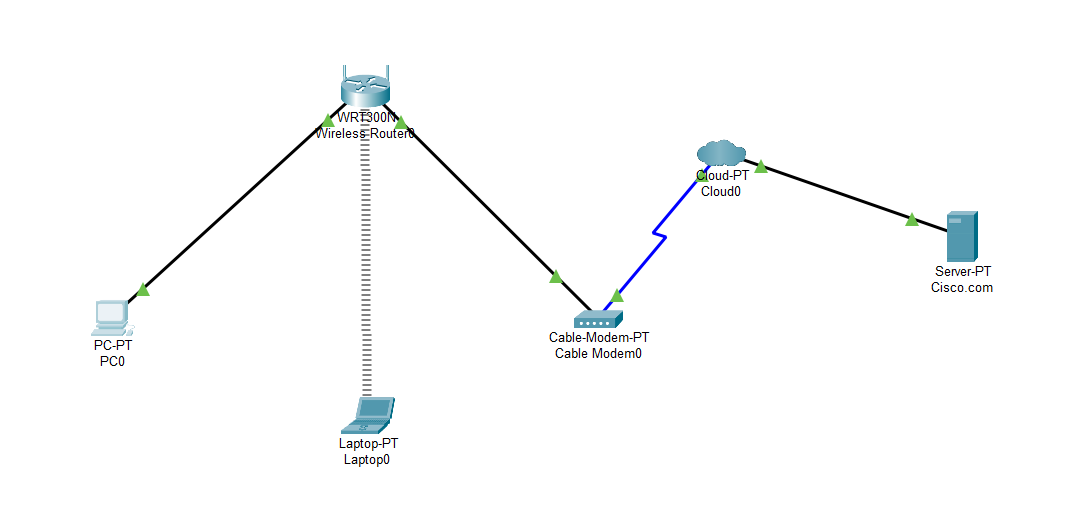 WRT300N
Wireless Router0
Cloud-PT
Cloud0
Server-PT
Cisco.com
PC-PT
PC0
Cable-Modem-PT
Cable Modem0
Laptop-PT
Laptop0